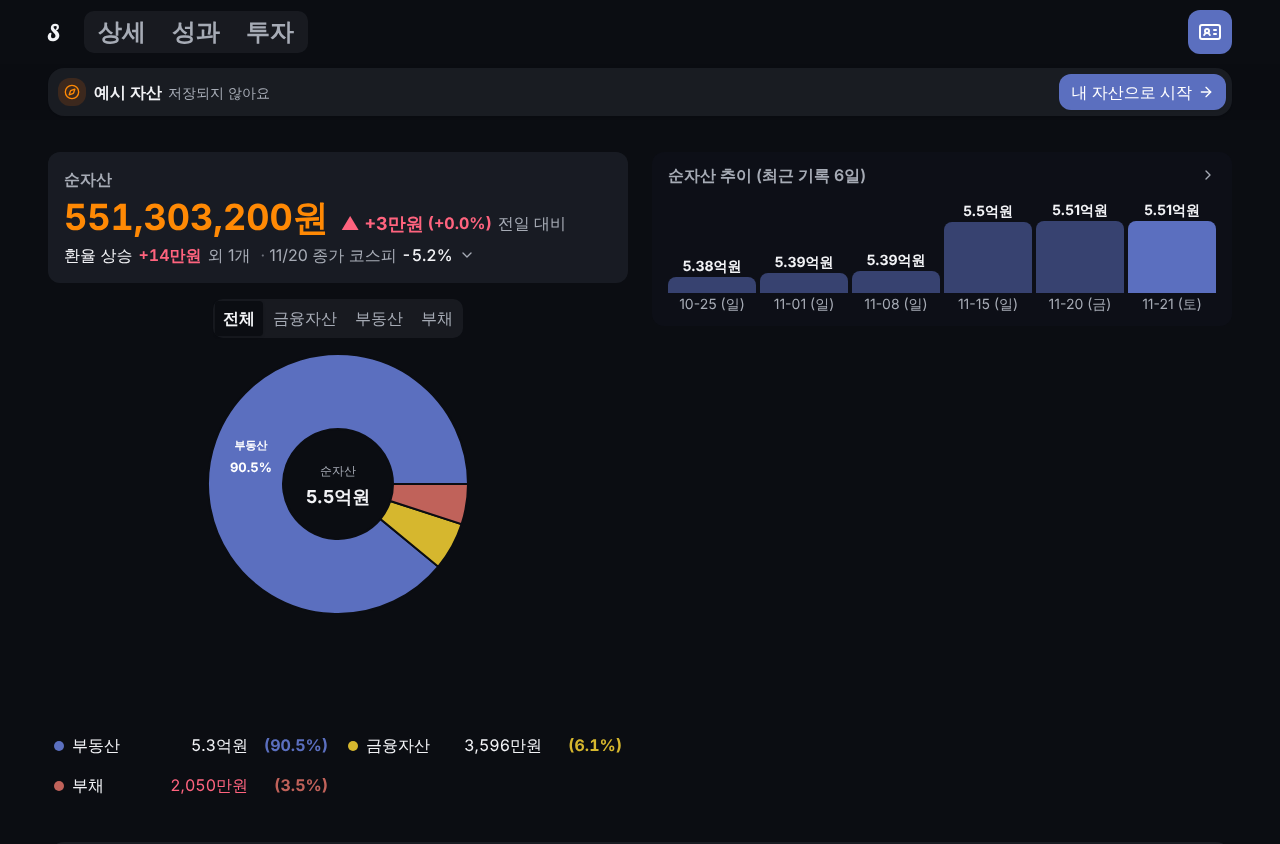 S 상세 성과 투자
예시 자산 저장되지 않아요
내 자산으로 시작 →
순자산
551,303,200원 ▲ +3만원 (+0.0%) 전일 대비
환율 상승 +14만원 외 1개 · 11/20 종가 코스피 -5.2%
전체 금융자산 부동산 부채
부동산
90.5%
순자산
5.5억원
부동산 5.3억원 (90.5%) 금융자산 3,596만원 (6.1%)
부채 2,050만원 (3.5%)
순자산 추이 (최근 기록 6일)
5.38억원 5.39억원 5.39억원 5.5억원 5.51억원 5.51억원
10-25 (일) 11-01 (일) 11-08 (일) 11-15 (일) 11-20 (금) 11-21 (토)